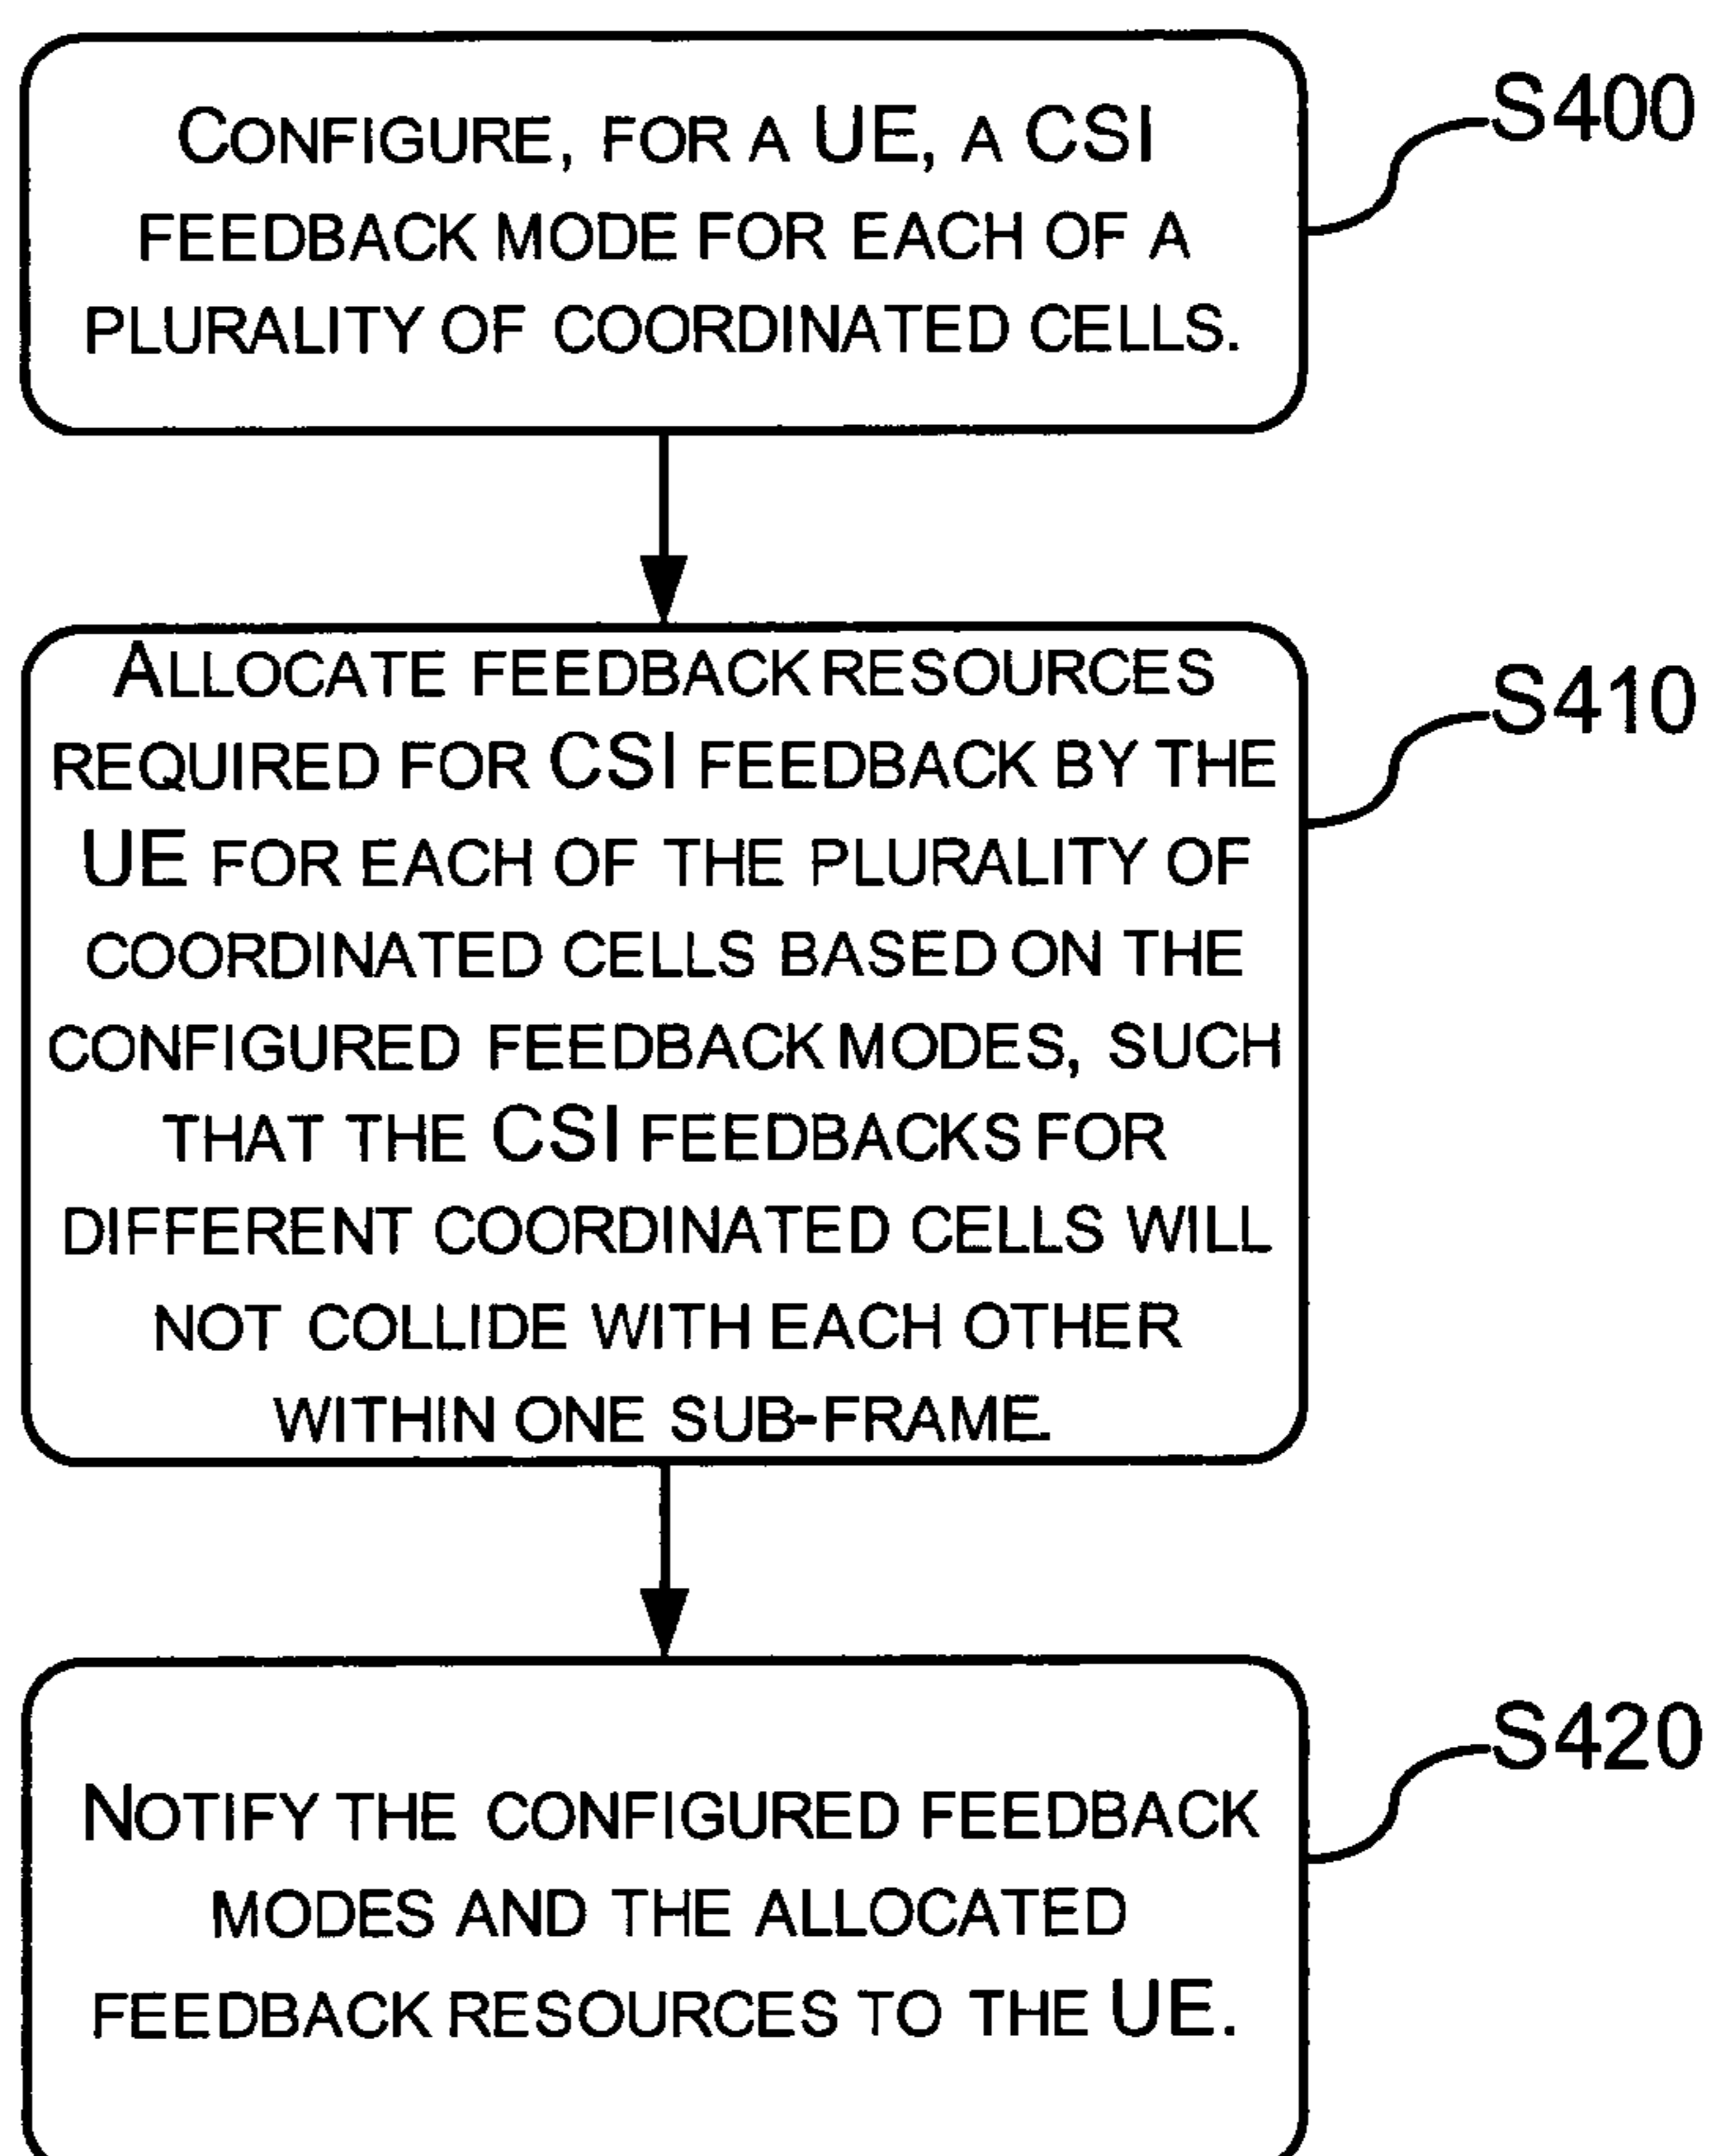 CONFIGURE, FOR A UE, A CSI
FEEDBACK MODE FOR EACH OF A
PLURALITY OF COORDINATED CELLS.
S400
ALLOCATE FEEDBACK RESOURCES
REQUIRED FOR CSI FEEDBACK BY THE
UE FOR EACH OF THE PLURALITY OF
COORDINATED CELLS BASED ON THE
CONFIGURED FEEDBACK MODES, SUCH
THAT THE CSI FEEDBACKS FOR
DIFFERENT COORDINATED CELLS WILL
NOT COLLIDE WITH EACH OTHER
WITHIN ONE SUB-FRAME.
S410
NOTIFY THE CONFIGURED FEEDBACK
MODES AND THE ALLOCATED
FEEDBACK RESOURCES TO THE UE.
S420